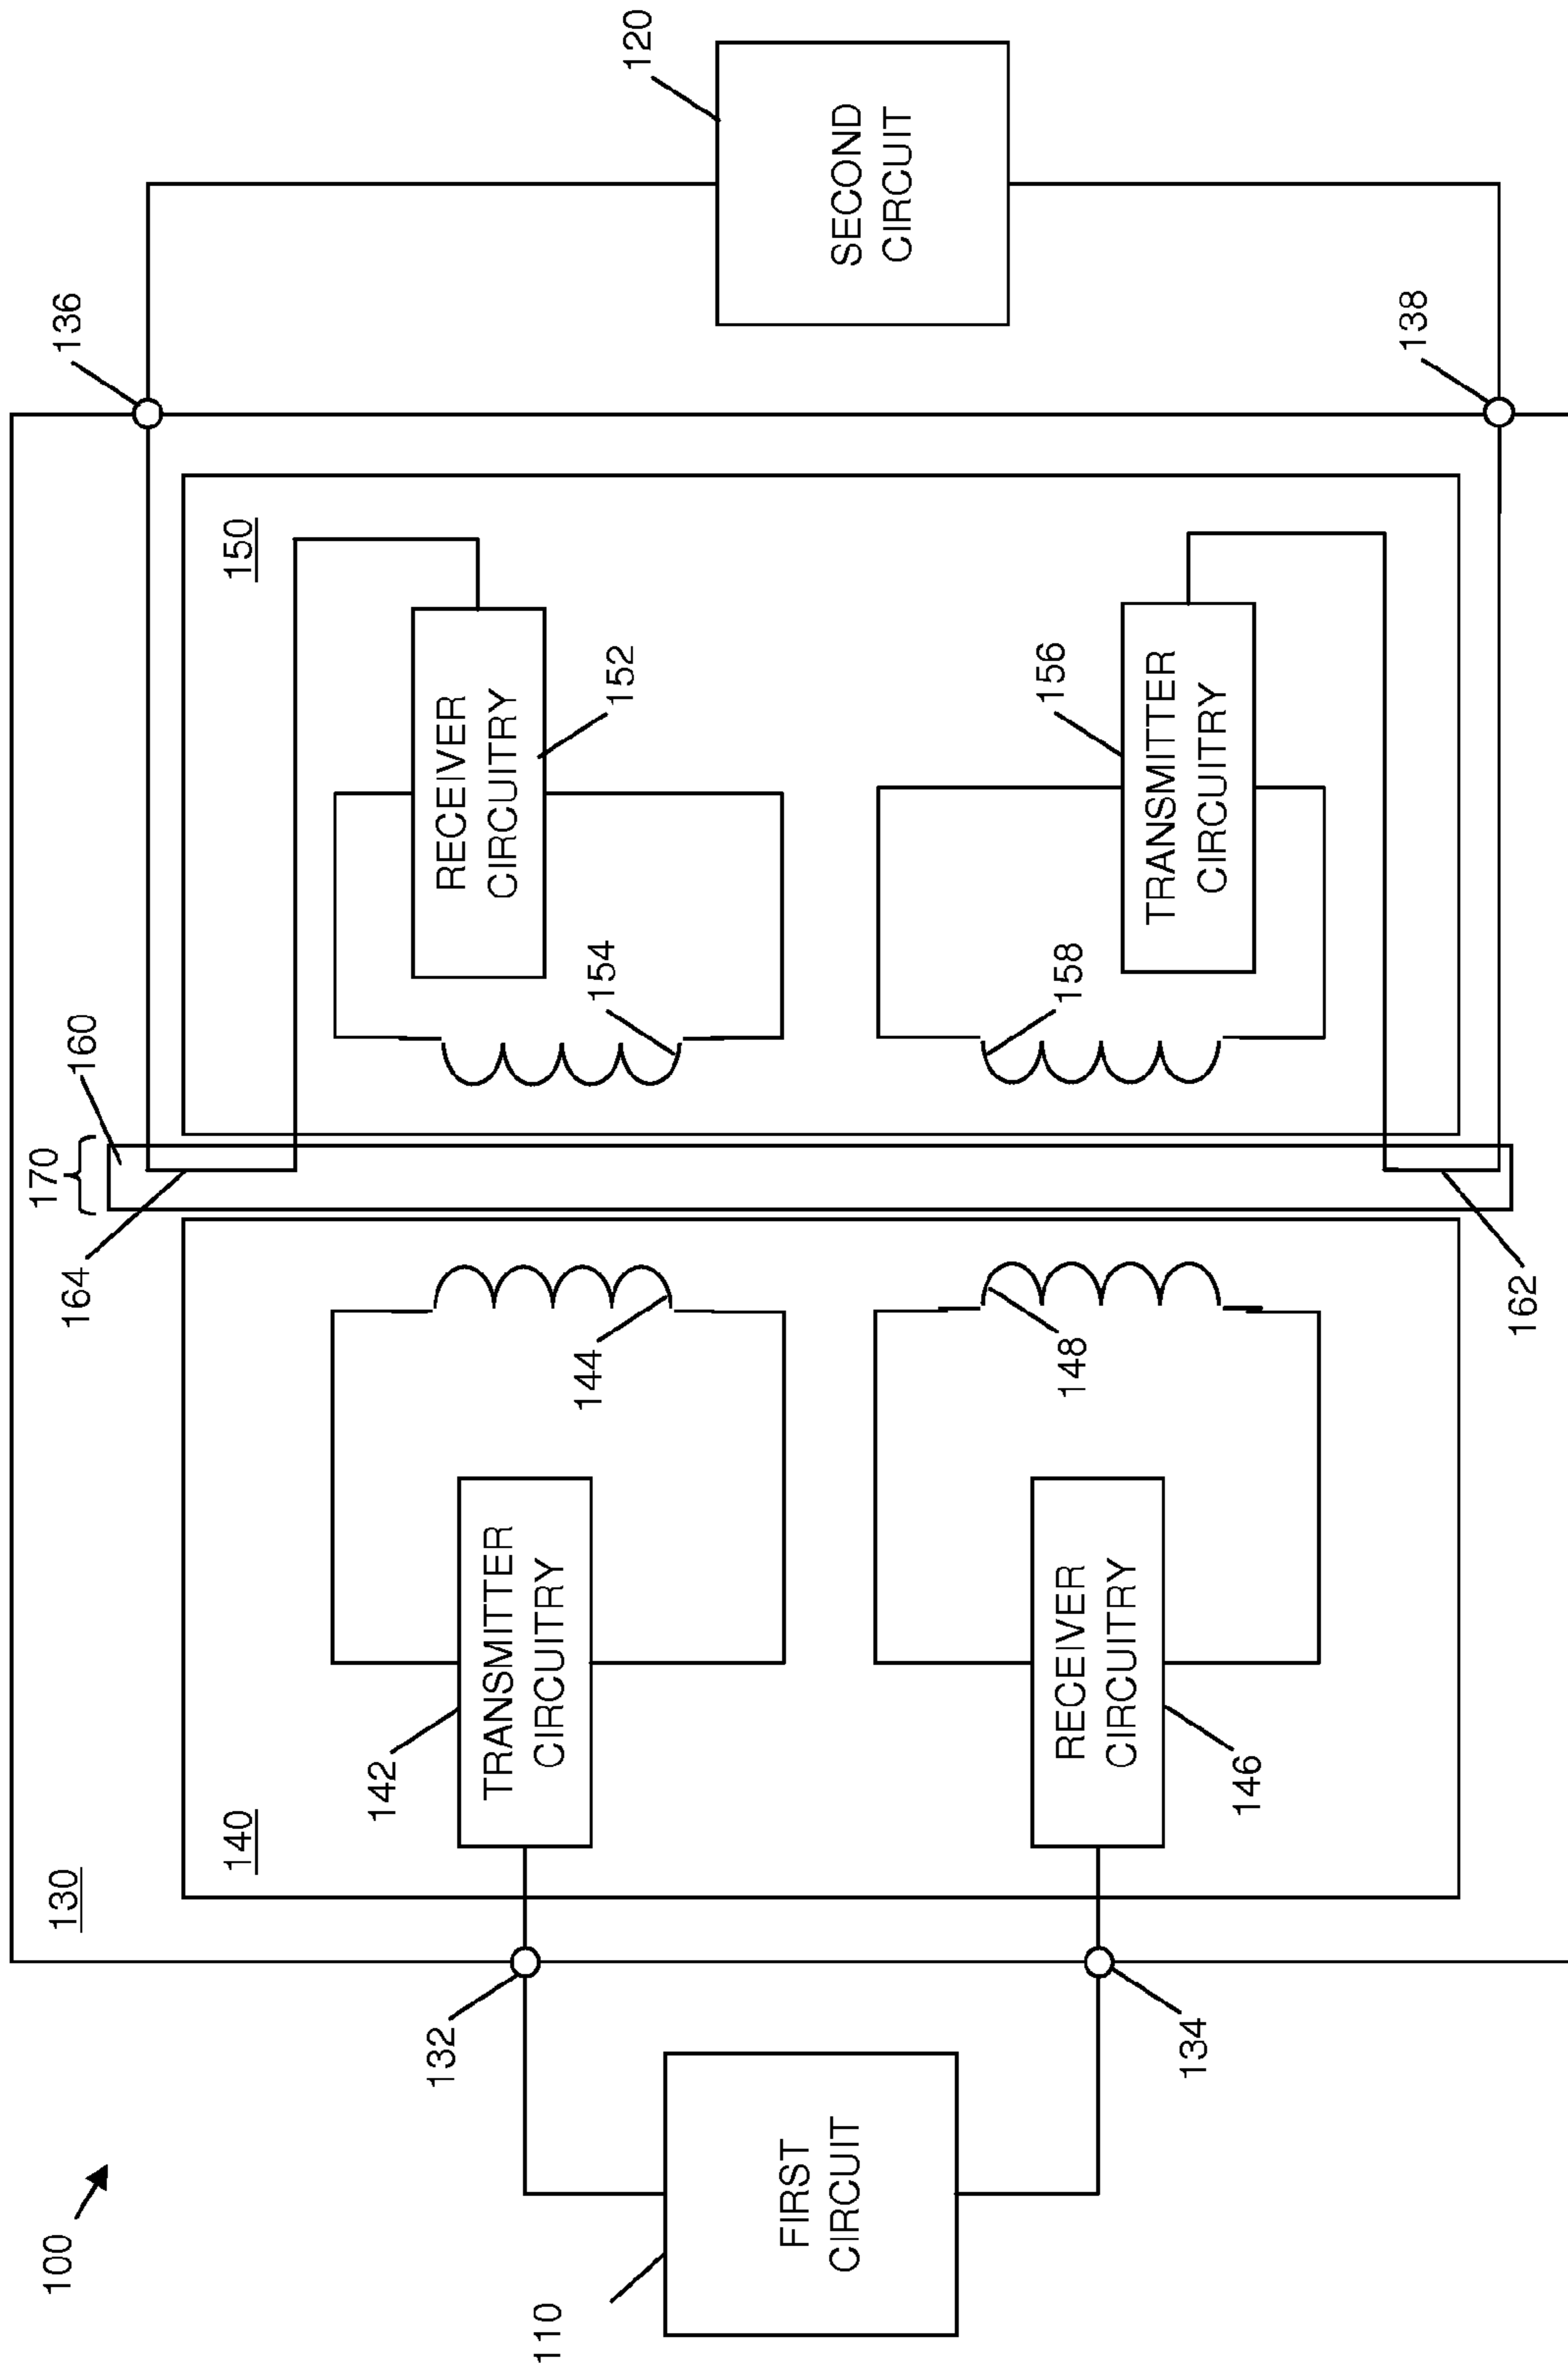 100
130
140
142
TRANSMITTER
CIRCUITRY
144
132
110
FIRST
CIRCUIT
134
146
RECEIVER
CIRCUITRY
148
164
170
160
162
150
RECEIVER
CIRCUITRY
152
154
156
TRANSMITTER
CIRCUITRY
158
136
138
120
SECOND
CIRCUIT